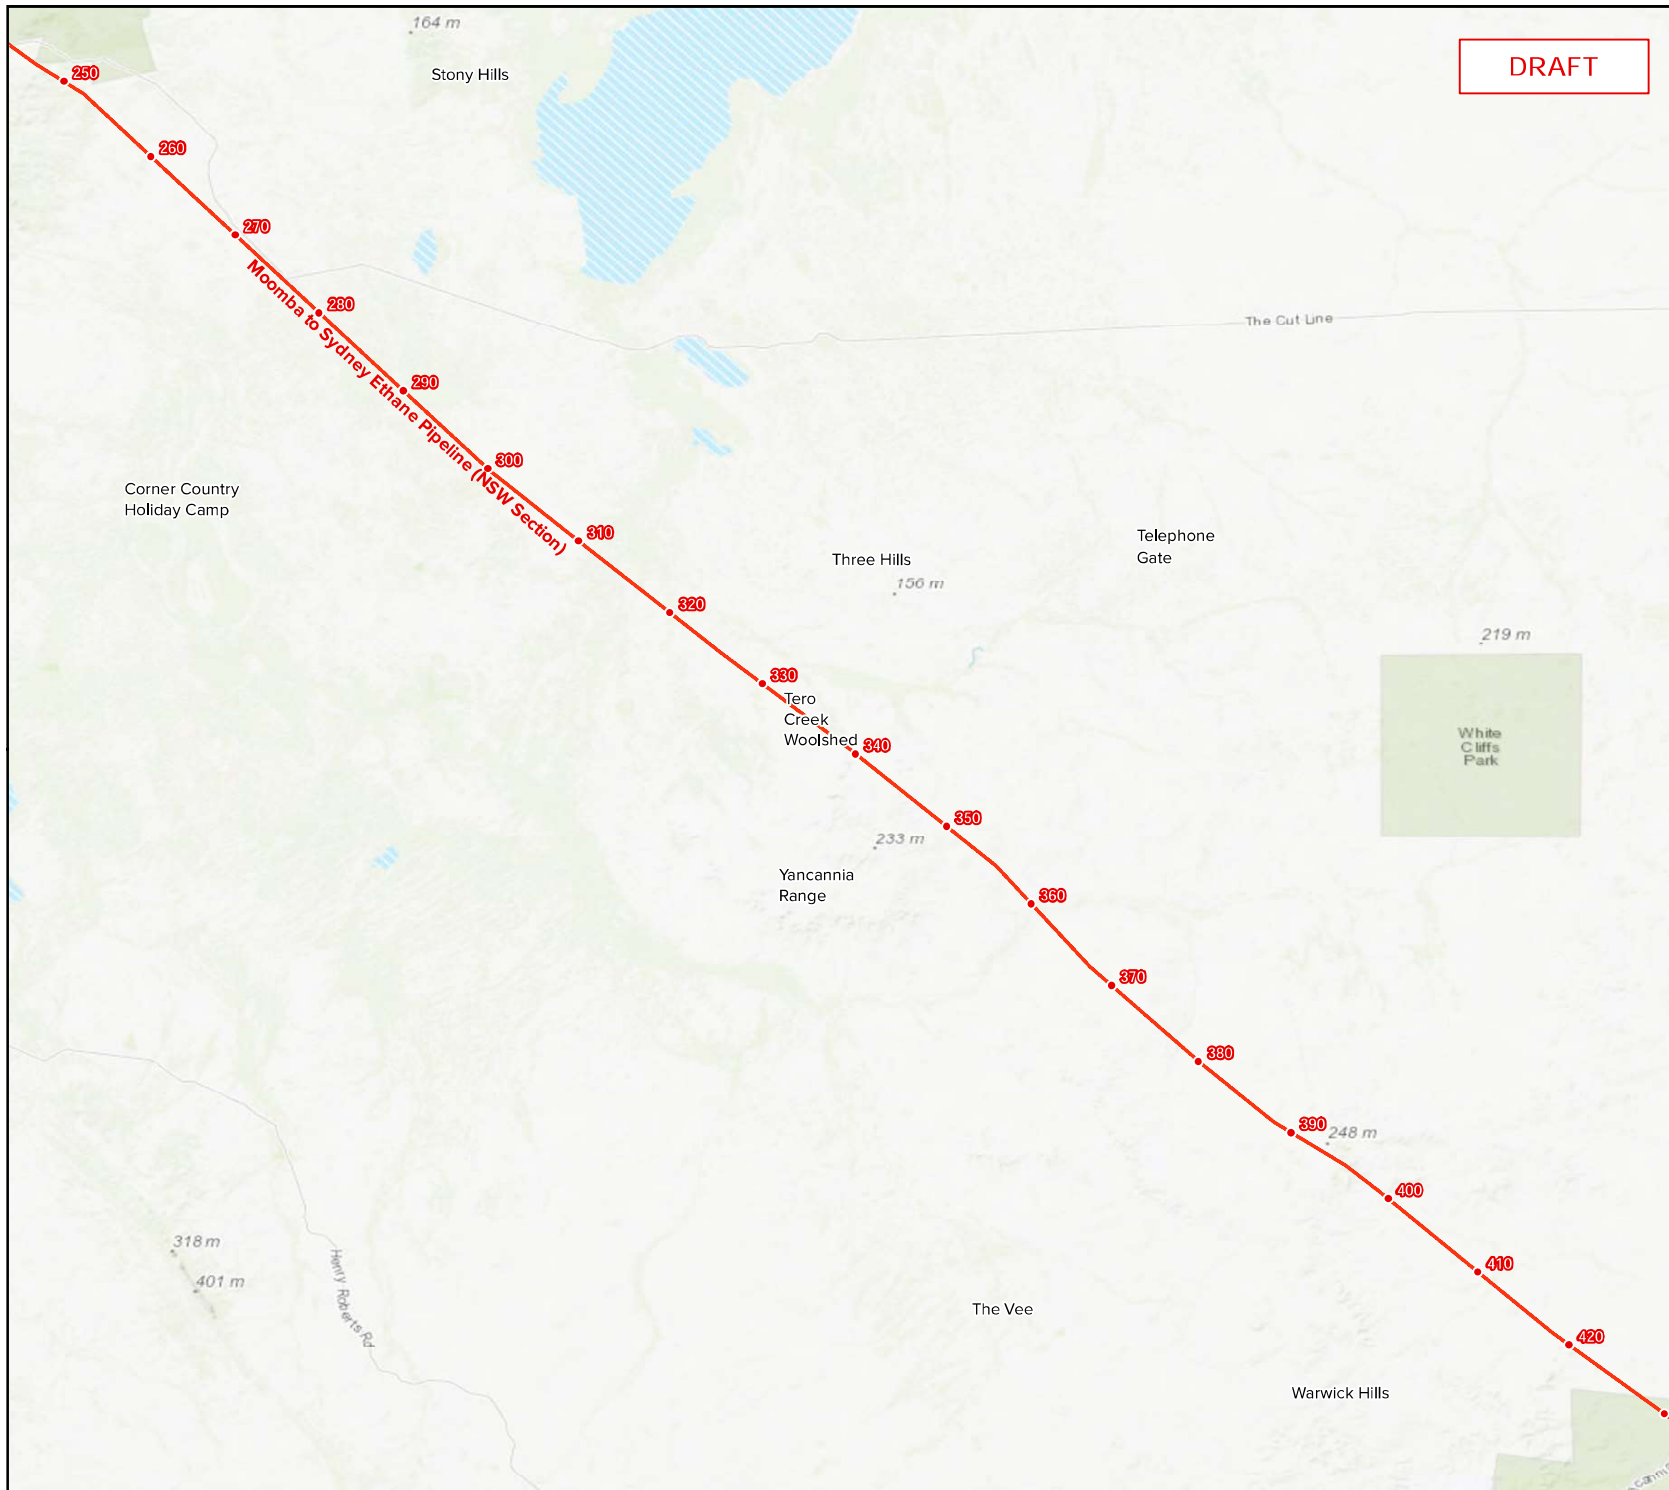 164 m
Stony Hills
DRAFT
250
260
270
280
Moomba to Sydney Ethane Pipeline (NSW Section)
The Cut Line
290
300
Corner Country
Holiday Camp
310
Telephone
Gate
Three Hills
156 m
320
219 m
330
Tero
Creek
Woolshed
340
White
Cliffs
Park
350
233 m
Yancannia
Range
360
370
380
390
248 m
400
318 m
401 m
Henry Roberts Rd
410
The Vee
420
Warwick Hills